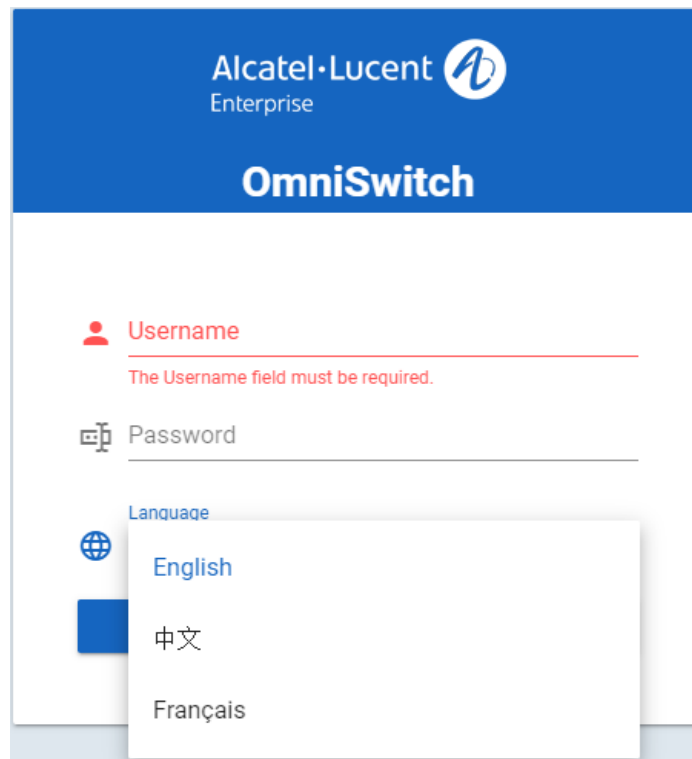 Alcatel·Lucent
Enterprise
OmniSwitch
Username
The Username field must be required.
Password
Language
English
中文
Français